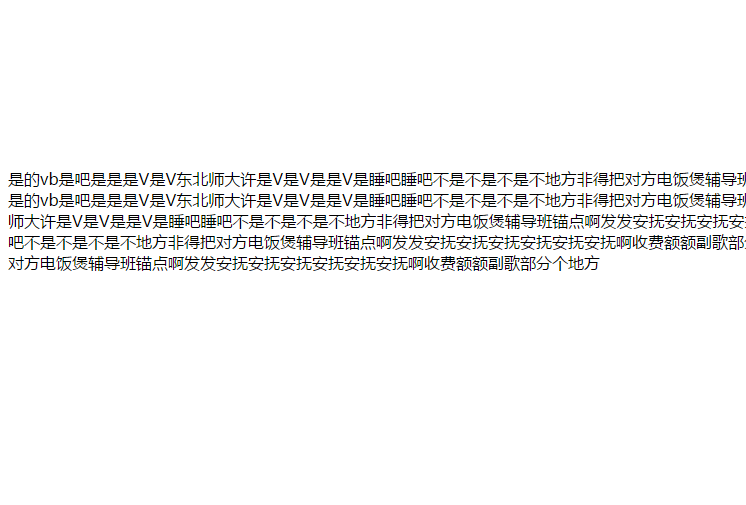 是的vb是吧是是是V是V东北师大许是V是V是是V是睡吧睡吧不是不是不是不地方非得把对方电饭煲辅导班
是的vb是吧是是是V是V东北师大许是V是V是是V是睡吧睡吧不是不是不是不地方非得把对方电饭煲辅导班
师大许是V是V是是V是睡吧睡吧不是不是不是不地方非得把对方电饭煲辅导班锚点啊发发安抚安抚安抚安
吧不是不是不是不地方非得把对方电饭煲辅导班锚点啊发发安抚安抚安抚安抚安抚安抚啊收费额额副歌部
对方电饭煲辅导班锚点啊发发安抚安抚安抚安抚安抚安抚啊收费额额副歌部分个地方